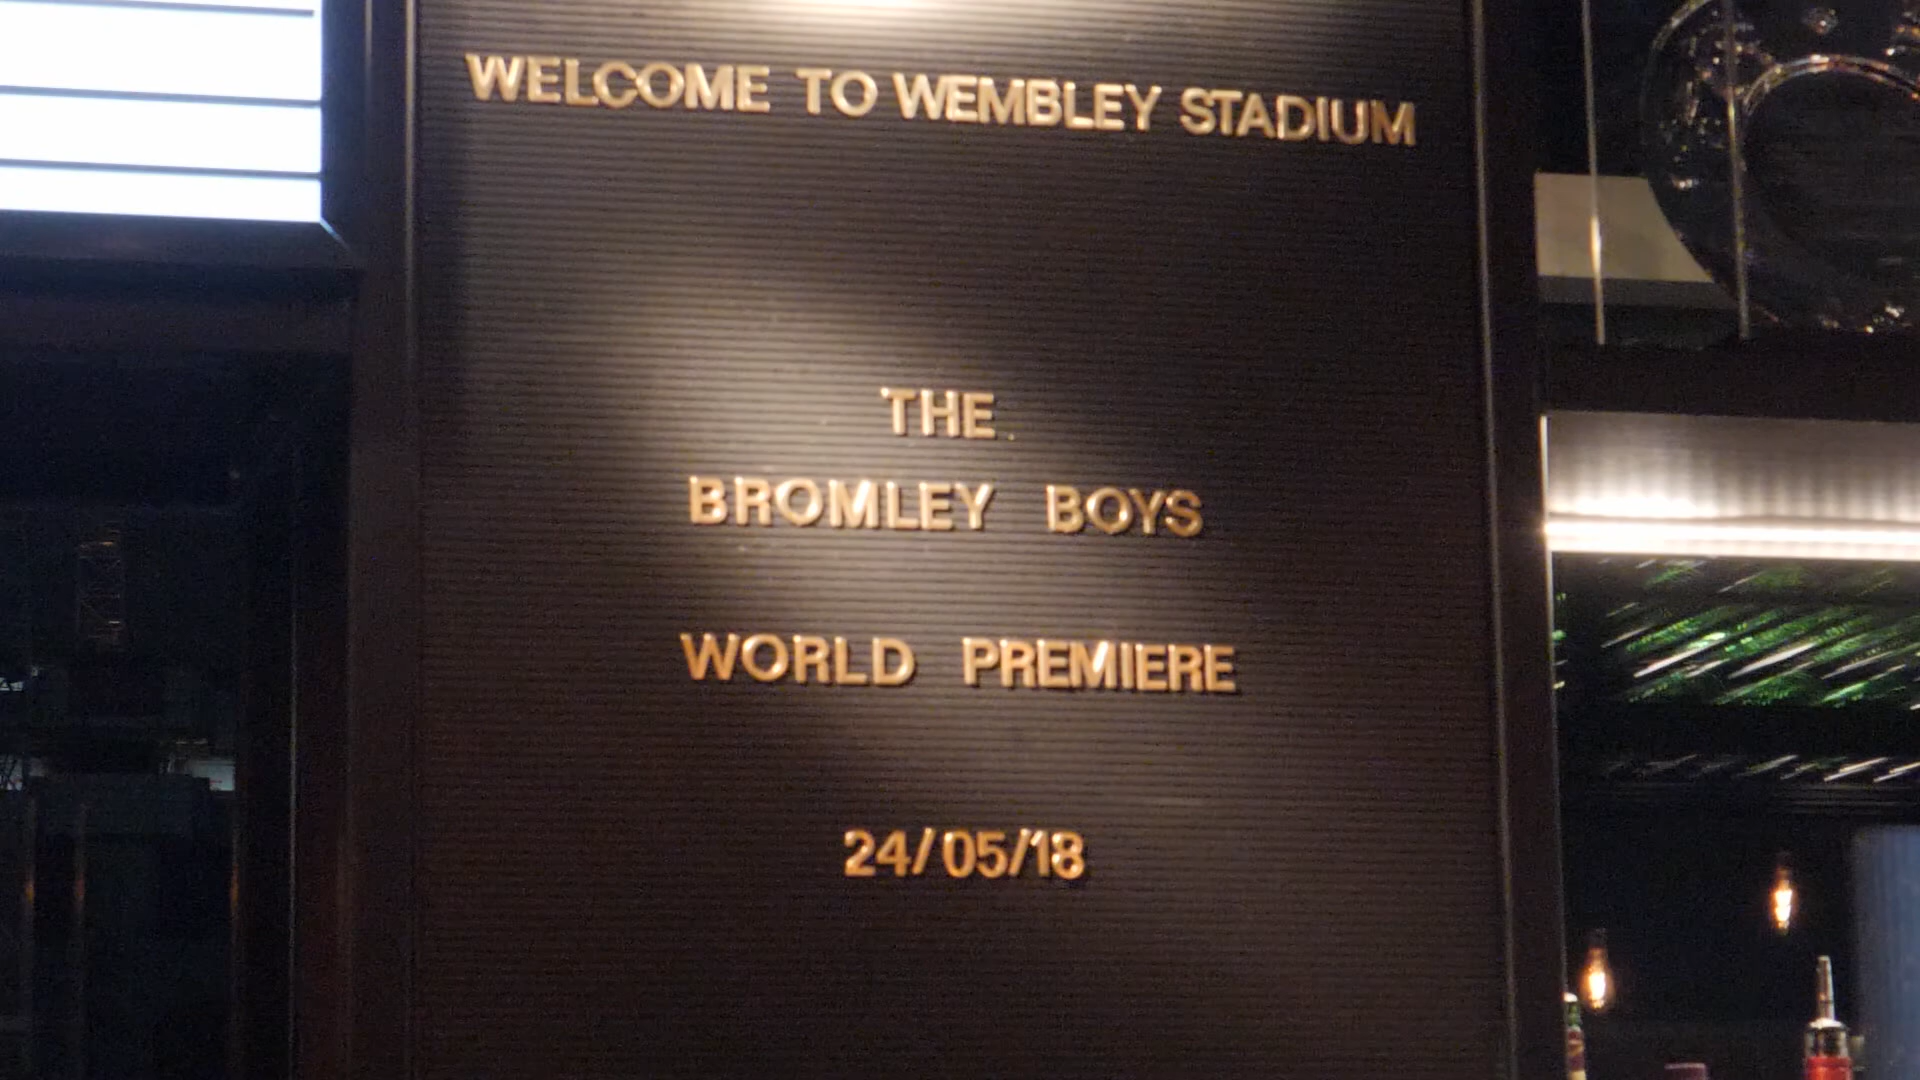 WELCOME TO WEMBLEY STADIUM
THE
BROMLEY BOYS
WORLD PREMIERE
24/05/18